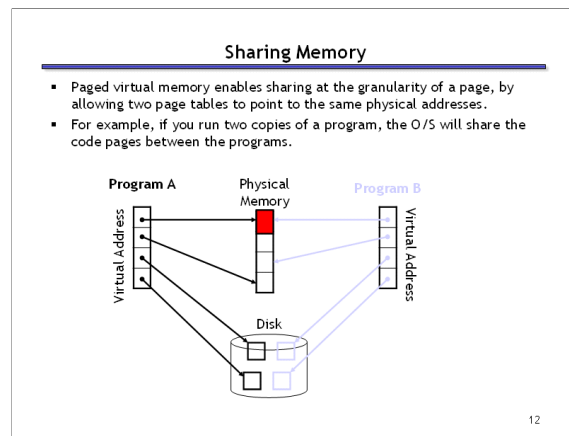 Sharing Memory
▪ Paged virtual memory enables sharing at the granularity of a page, by
allowing two page tables to point to the same physical addresses.
▪ For example, if you run two copies of a program, the O/S will share the
code pages between the programs.
Program A
Physical
Memory
Program B
Virtual Address
Virtual Address
Disk
12